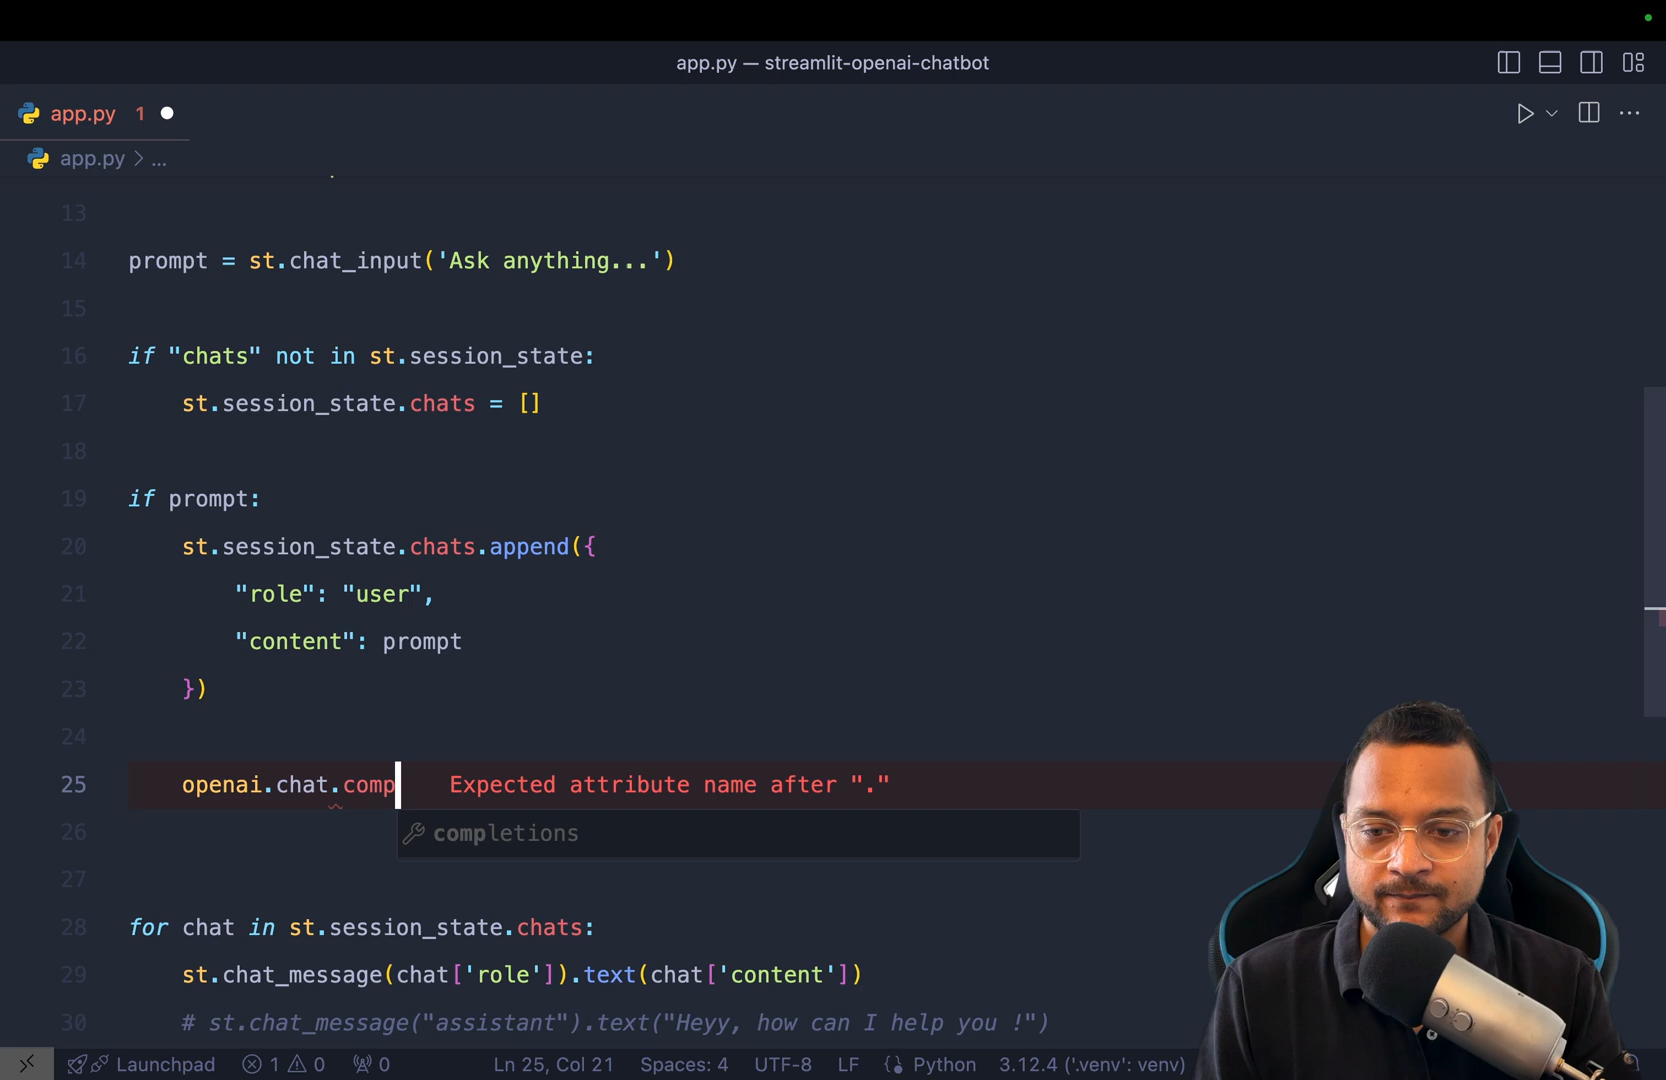 app.py — streamlit-openai-chatbot
app.py 1
app.py > ...
13
14 prompt = st.chat_input('Ask anything...')
15
16 if "chats" not in st.session_state:
17 st.session_state.chats = []
18
19 if prompt:
20 st.session_state.chats.append({
21 "role": "user",
22 "content": prompt
23 })
24
25 openai.chat.comp Expected attribute name after "."
26 completions
27
28 for chat in st.session_state.chats:
29 st.chat_message(chat['role']).text(chat['content'])
30 # st.chat_message("assistant").text("Heyy, how can I help you !")
Launchpad 1 0 0 Ln 25, Col 21 Spaces: 4 UTF-8 LF Python 3.12.4 ('.venv': venv)